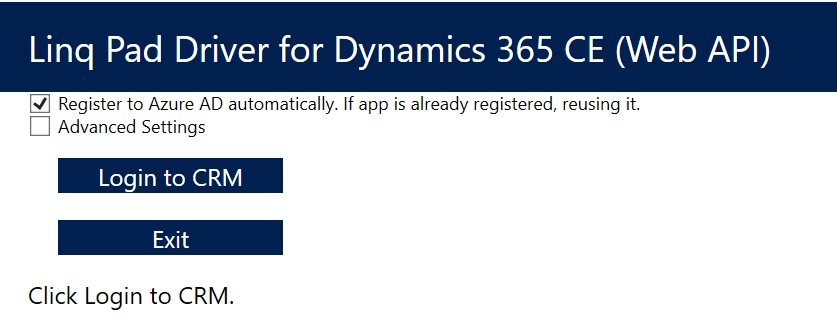 Linq Pad Driver for Dynamics 365 CE (Web API)
Register to Azure AD automatically. If app is already registered, reusing it.
Advanced Settings
Login to CRM
Exit
Click Login to CRM.